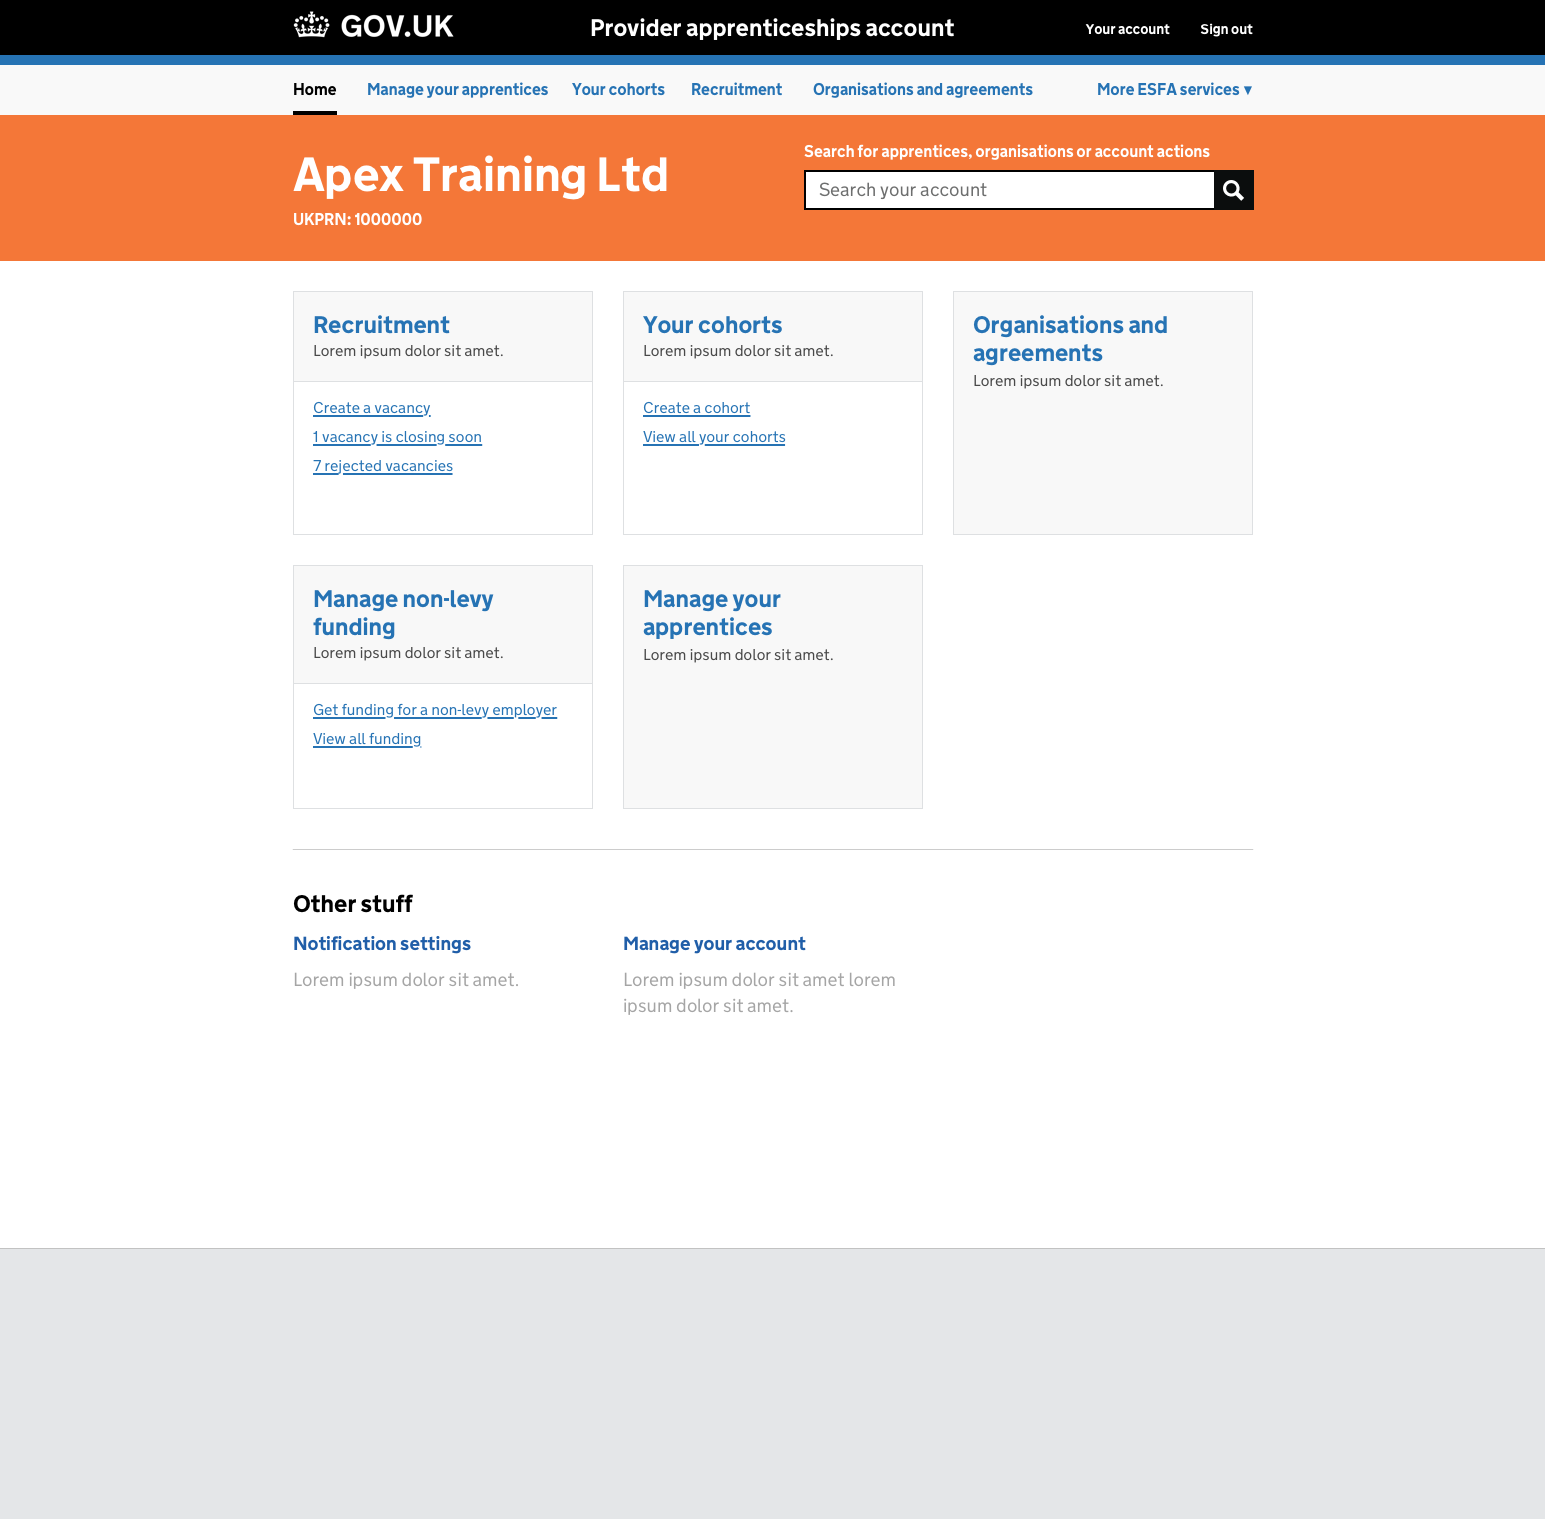 GOV.UK
Provider apprenticeships account
Your account
Sign out
Home
Manage your apprentices
Your cohorts
Recruitment
Organisations and agreements
More ESFA services ▾
Apex Training Ltd
UKPRN: 1000000
Search for apprentices, organisations or account actions
Search your account
Recruitment
Lorem ipsum dolor sit amet.
Create a vacancy
1 vacancy is closing soon
7 rejected vacancies
Your cohorts
Lorem ipsum dolor sit amet.
Create a cohort
View all your cohorts
Organisations and
agreements
Lorem ipsum dolor sit amet.
Manage non-levy
funding
Lorem ipsum dolor sit amet.
Get funding for a non-levy employer
View all funding
Manage your
apprentices
Lorem ipsum dolor sit amet.
Other stuff
Notification settings
Lorem ipsum dolor sit amet.
Manage your account
Lorem ipsum dolor sit amet lorem
ipsum dolor sit amet.